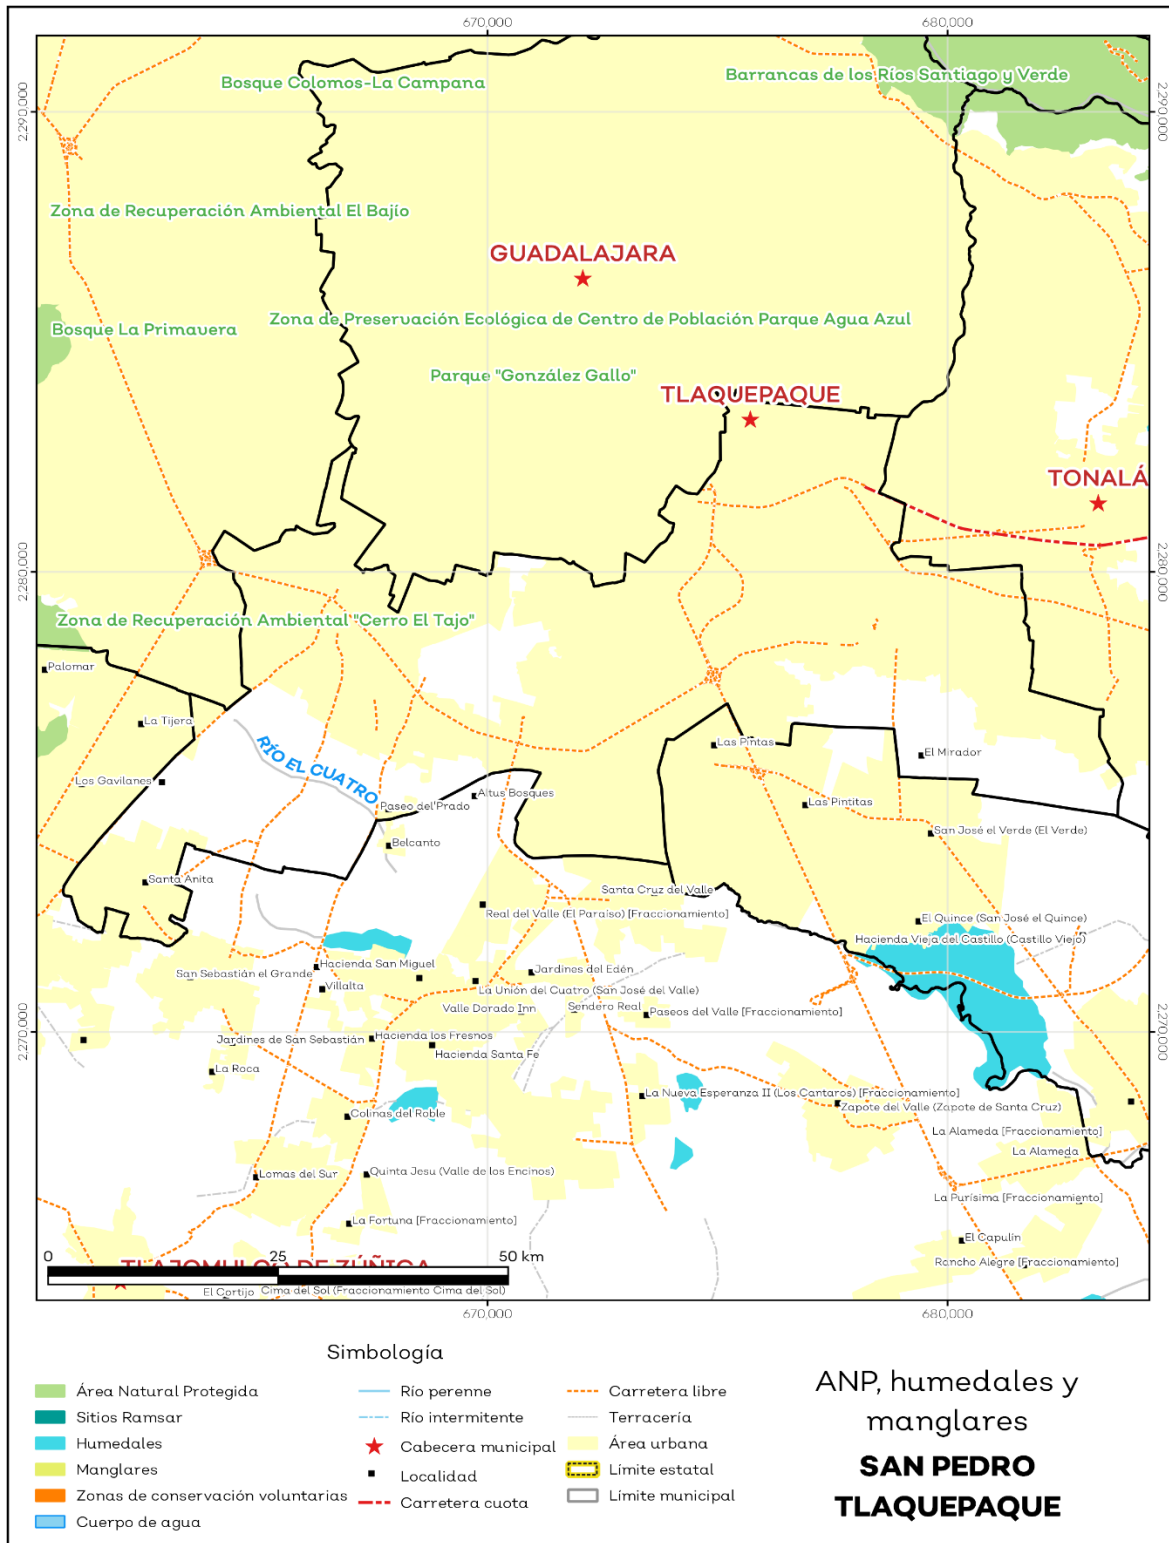 670,000
680,000
2290,000
2290,000
Bosque Colomos-La Campana
Barrancas de los Ríos Santiago y Verde
Zona de Recuperación Ambiental El Bajío
GUADALAJARA
Zona de Preservación Ecológica de Centro de Población Parque Agua Azul
Bosque La Primavera
Parque "González Gallo"
TLAQUEPAQUE
TONALÁ
2280,000
2280,000
Zona de Recuperación Ambiental "Cerro El Tajo"
Palomar
La Tijera
RÍO EL CUATRO
Las Pintas
El Mirador
Los Gavilanes
Altus Bosques
Paseo del Prado
Las Pintitas
San José el Verde (El Verde)
Belcanto
Santa Anita
Santa Cruz del Valle
Real del Valle (El Paraíso) [Fraccionamiento]
El Quince (San José el Quince)
Hacienda Vieja del Castillo (Castillo Viejo)
San Sebastián el Grande
Hacienda San Miguel
Jardines del Edén
Villalta
La Unión del Cuatro (San José del Valle)
Valle Dorado Inn
Sendero Real
Paseos del Valle [Fraccionamiento]
2270,000
2270,000
Jardines de San Sebastián
Hacienda los Fresnos
Hacienda Santa Fe
La Roca
La Nueva Esperanza II (Los Cantaros) [Fraccionamiento]
Zapote del Valle (Zapote de Santa Cruz)
Colinas del Roble
La Alameda [Fraccionamiento]
La Alameda
Lomas del Sur
Quinta Jesu (Valle de los Encinos)
La Purísima [Fraccionamiento]
La Fortuna [Fraccionamiento]
El Capulín
Rancho Alegre [Fraccionamiento]
0
25
50 km
TLAJOMULCO DE ZÚÑIGA
El Cortijo
Cima del Sol (Fraccionamiento Cima del Sol)
670,000
680,000
Simbología
Área Natural Protegida
Sitios Ramsar
Humedales
Manglares
Zonas de conservación voluntarias
Cuerpo de agua
Río perenne
Río intermitente
Cabecera municipal
Localidad
Carretera cuota
Carretera libre
Terracería
Área urbana
Límite estatal
Límite municipal
ANP, humedales y
manglares
SAN PEDRO
TLAQUEPAQUE